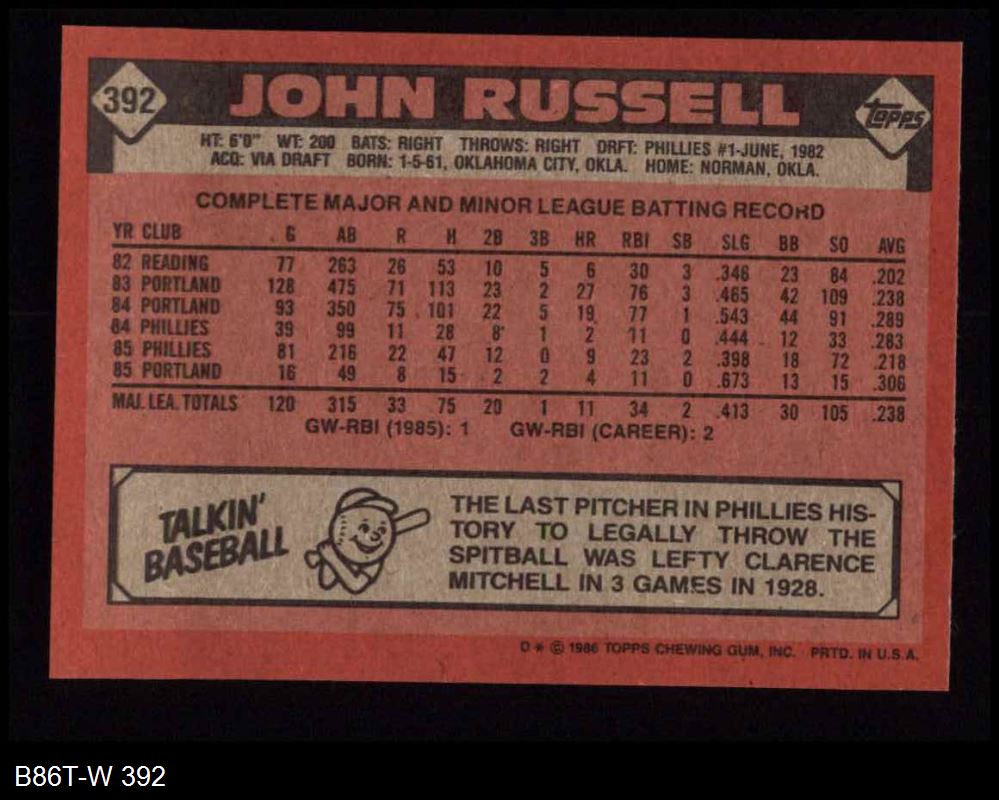 392 JOHN RUSSELL topps
HT: 6'0" WT: 200 BATS: RIGHT THROWS: RIGHT DRFT: PHILLIES #1-JUNE, 1982
ACQ: VIA DRAFT BORN: 1-5-61, OKLAHOMA CITY, OKLA. HOME: NORMAN, OKLA.
COMPLETE MAJOR AND MINOR LEAGUE BATTING RECORD
YR CLUB G AB R H 2B 3B HR RBI SB SLG BB SO AVG
82 READING 77 263 26 53 10 5 6 30 3 .346 23 84 .202
83 PORTLAND 128 475 71 113 23 2 27 76 3 .465 42 109 .238
84 PORTLAND 93 350 75 101 22 5 19 77 1 .543 44 91 .289
84 PHILLIES 39 99 11 28 8 1 2 11 0 .444 12 33 .283
85 PHILLIES 81 216 22 47 12 0 9 23 2 .398 18 72 .218
85 PORTLAND 16 49 8 15 2 2 4 11 0 .673 13 15 .306
MAJ. LEA. TOTALS 120 315 33 75 20 1 11 34 2 .413 30 105 .238
GW-RBI (1985): 1 GW-RBI (CAREER): 2
TALKIN'
BASEBALL
THE LAST PITCHER IN PHILLIES HIS-
TORY TO LEGALLY THROW THE
SPITBALL WAS LEFTY CLARENCE
MITCHELL IN 3 GAMES IN 1928.
D * © 1986 TOPPS CHEWING GUM, INC. PRTD. IN U.S.A.
B86T-W 392